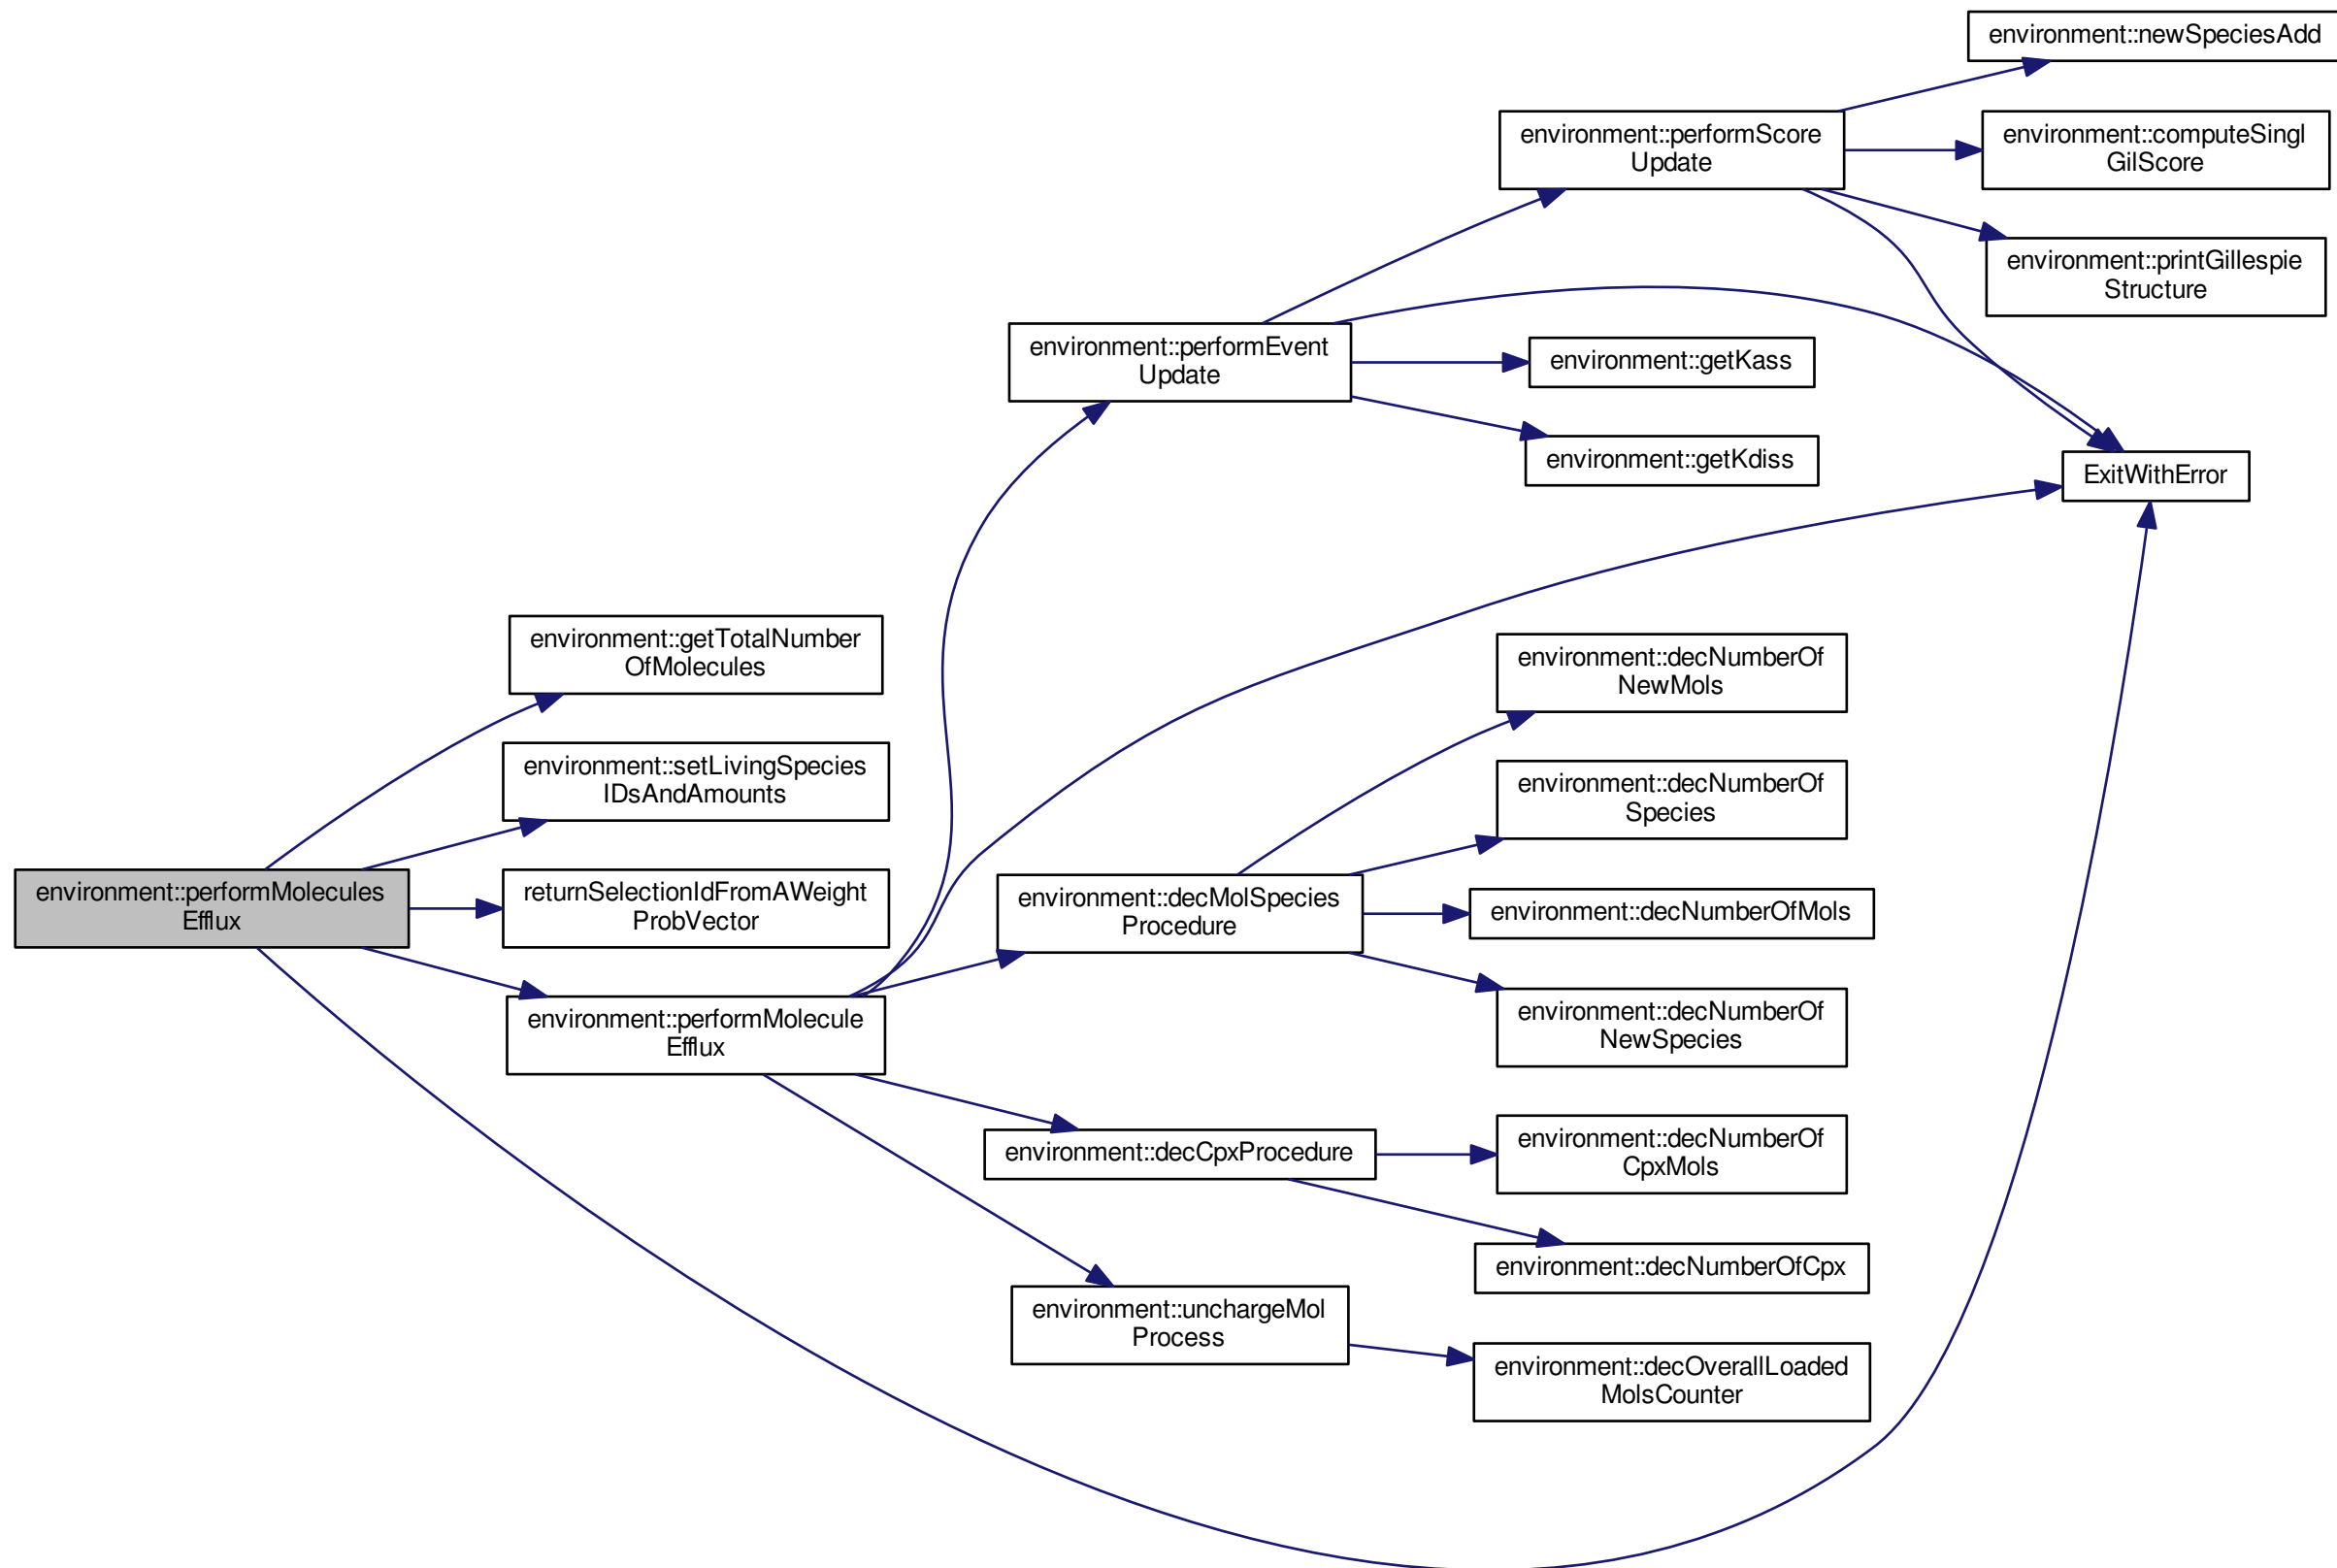 environment::newSpeciesAdd
environment::performScore
Update
environment::computeSingl
GilScore
environment::printGillespie
Structure
environment::performEvent
Update
environment::getKass
environment::getKdiss
ExitWithError
environment::getTotalNumber
OfMolecules
environment::decNumberOf
NewMols
environment::setLivingSpecies
IDsAndAmounts
environment::decNumberOf
Species
environment::performMolecules
Efflux
returnSelectionIdFromAWeight
ProbVector
environment::decMolSpecies
Procedure
environment::decNumberOfMols
environment::performMolecule
Efflux
environment::decNumberOf
NewSpecies
environment::decCpxProcedure
environment::decNumberOf
CpxMols
environment::decNumberOfCpx
environment::unchargeMol
Process
environment::decOverallLoaded
MolsCounter